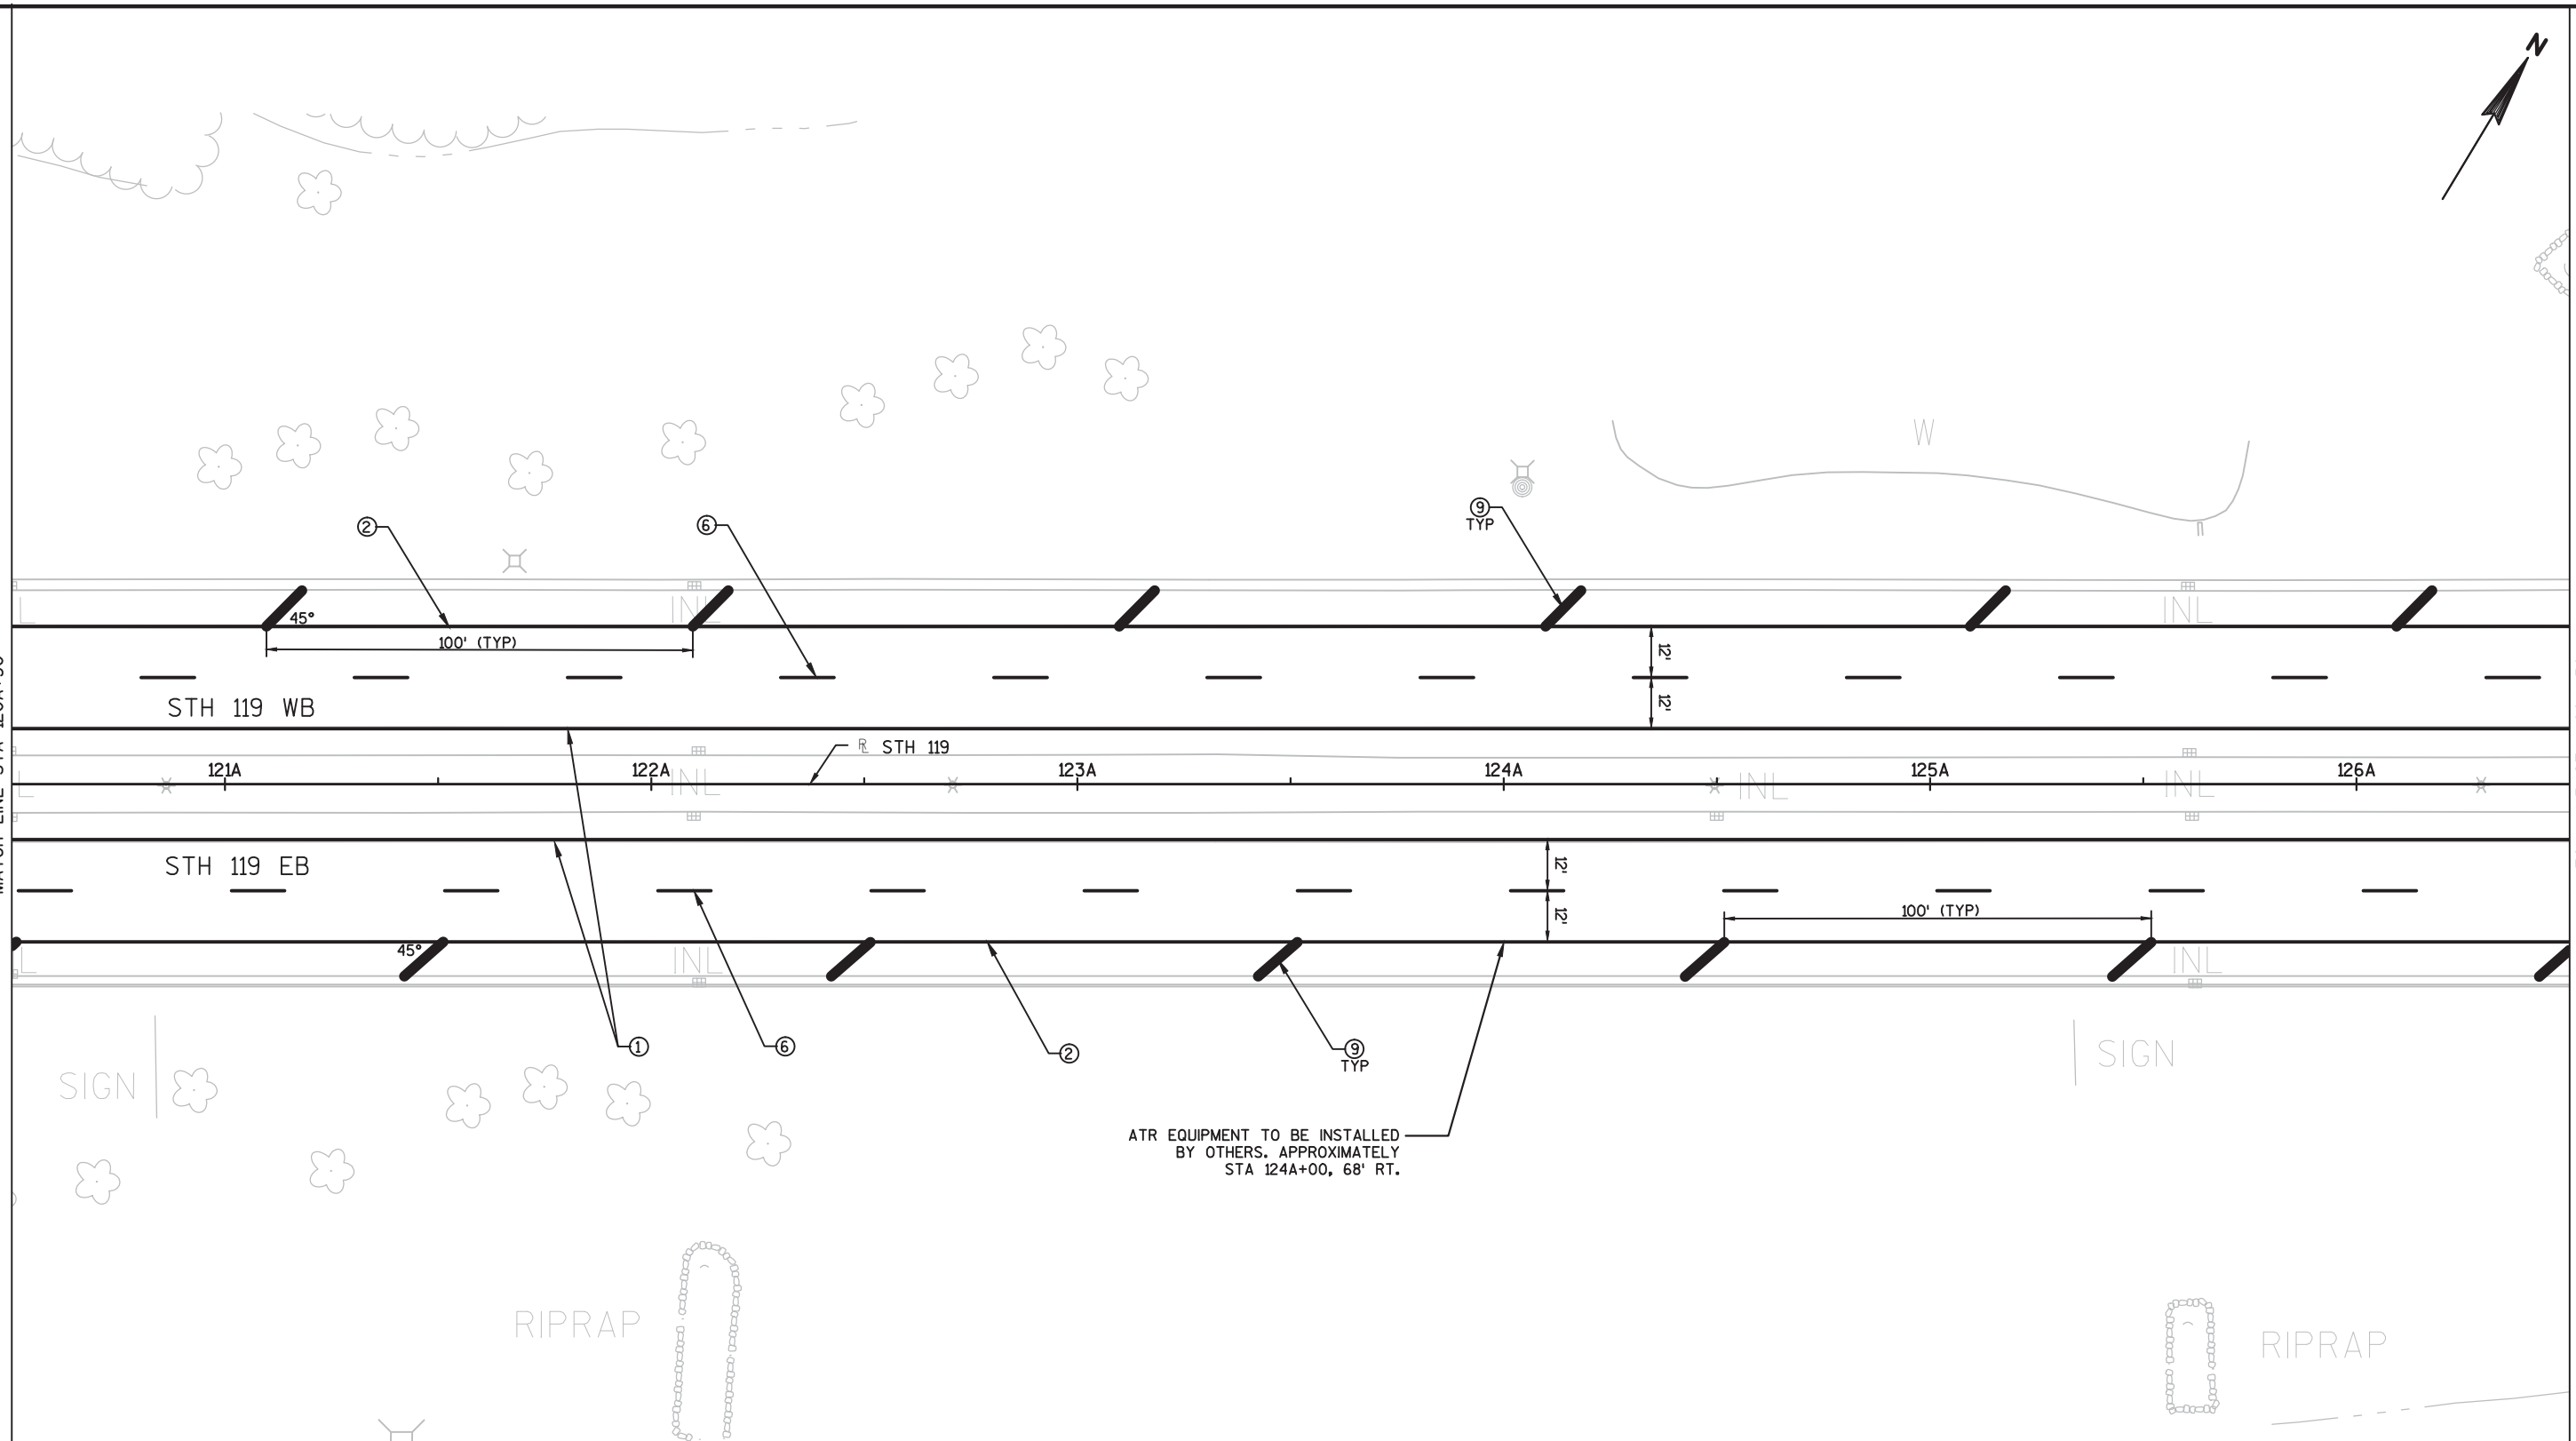 N
W
2
6
9
TYP
L
45°
INL
INL
100' (TYP)
12'
12'
STH 119 WB
STH 119
121A
122A
123A
124A
125A
126A
L
INL
INL
INL
STH 119 EB
12'
12'
100' (TYP)
45°
L
INL
INL
1
6
2
9
TYP
SIGN
SIGN
ATR EQUIPMENT TO BE INSTALLED
BY OTHERS. APPROXIMATELY
STA 124A+00, 68' RT.
RIPRAP
RIPRAP